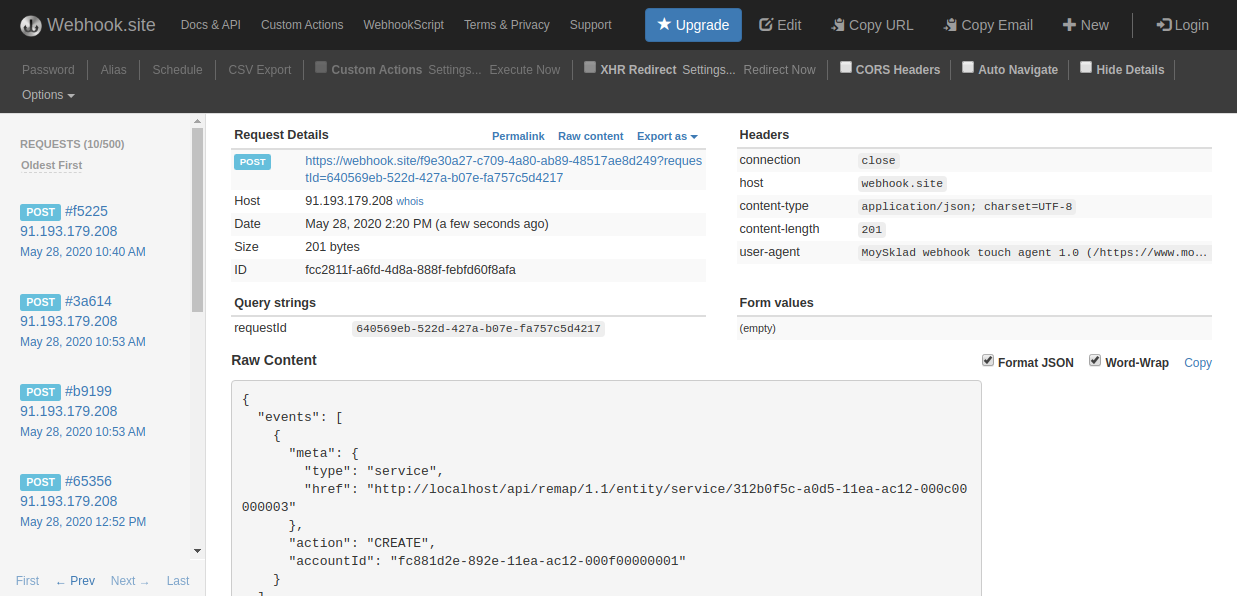 Webhook.site Docs & API Custom Actions WebhookScript Terms & Privacy Support Upgrade Edit Copy URL Copy Email New Login
Password Alias Schedule CSV Export Custom Actions Settings... Execute Now XHR Redirect Settings... Redirect Now CORS Headers Auto Navigate Hide Details
Options
REQUESTS (10/500)
Oldest First
POST #f5225
91.193.179.208
May 28, 2020 10:40 AM
POST #3a614
91.193.179.208
May 28, 2020 10:53 AM
POST #b9199
91.193.179.208
May 28, 2020 10:53 AM
POST #65356
91.193.179.208
May 28, 2020 12:52 PM
First ← Prev Next → Last
Request Details Permalink Raw content Export as
POST https://webhook.site/f9e30a27-c709-4a80-ab89-48517ae8d249?reques
tId=640569eb-522d-427a-b07e-fa757c5d4217
Host 91.193.179.208 whois
Date May 28, 2020 2:20 PM (a few seconds ago)
Size 201 bytes
ID fcc2811f-a6fd-4d8a-888f-febfd60f8afa
Headers
connection close
host webhook.site
content-type application/json; charset=UTF-8
content-length 201
user-agent MoySklad webhook touch agent 1.0 (/https://www.mo...
Query strings
requestId 640569eb-522d-427a-b07e-fa757c5d4217
Form values
(empty)
Raw Content Format JSON Word-Wrap Copy
{
"events": [
{
"meta": {
"type": "service",
"href": "http://localhost/api/remap/1.1/entity/service/312b0f5c-a0d5-11ea-ac12-000c00
000003"
},
"action": "CREATE",
"accountId": "fc881d2e-892e-11ea-ac12-000f00000001"
}
]